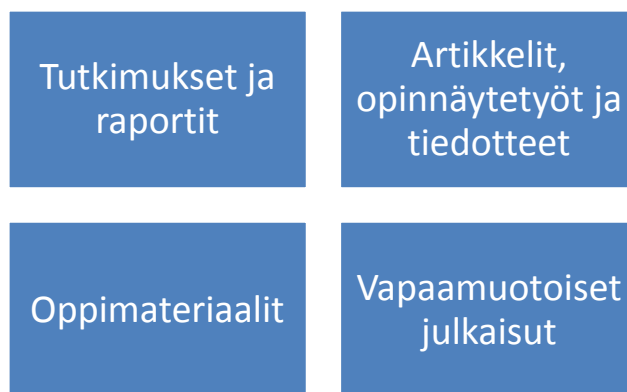 Tutkimukset ja
raportit
Artikkelit,
opinnäytetyöt ja
tiedotteet
Oppimateriaalit
Vapaamuotoiset
julkaisut